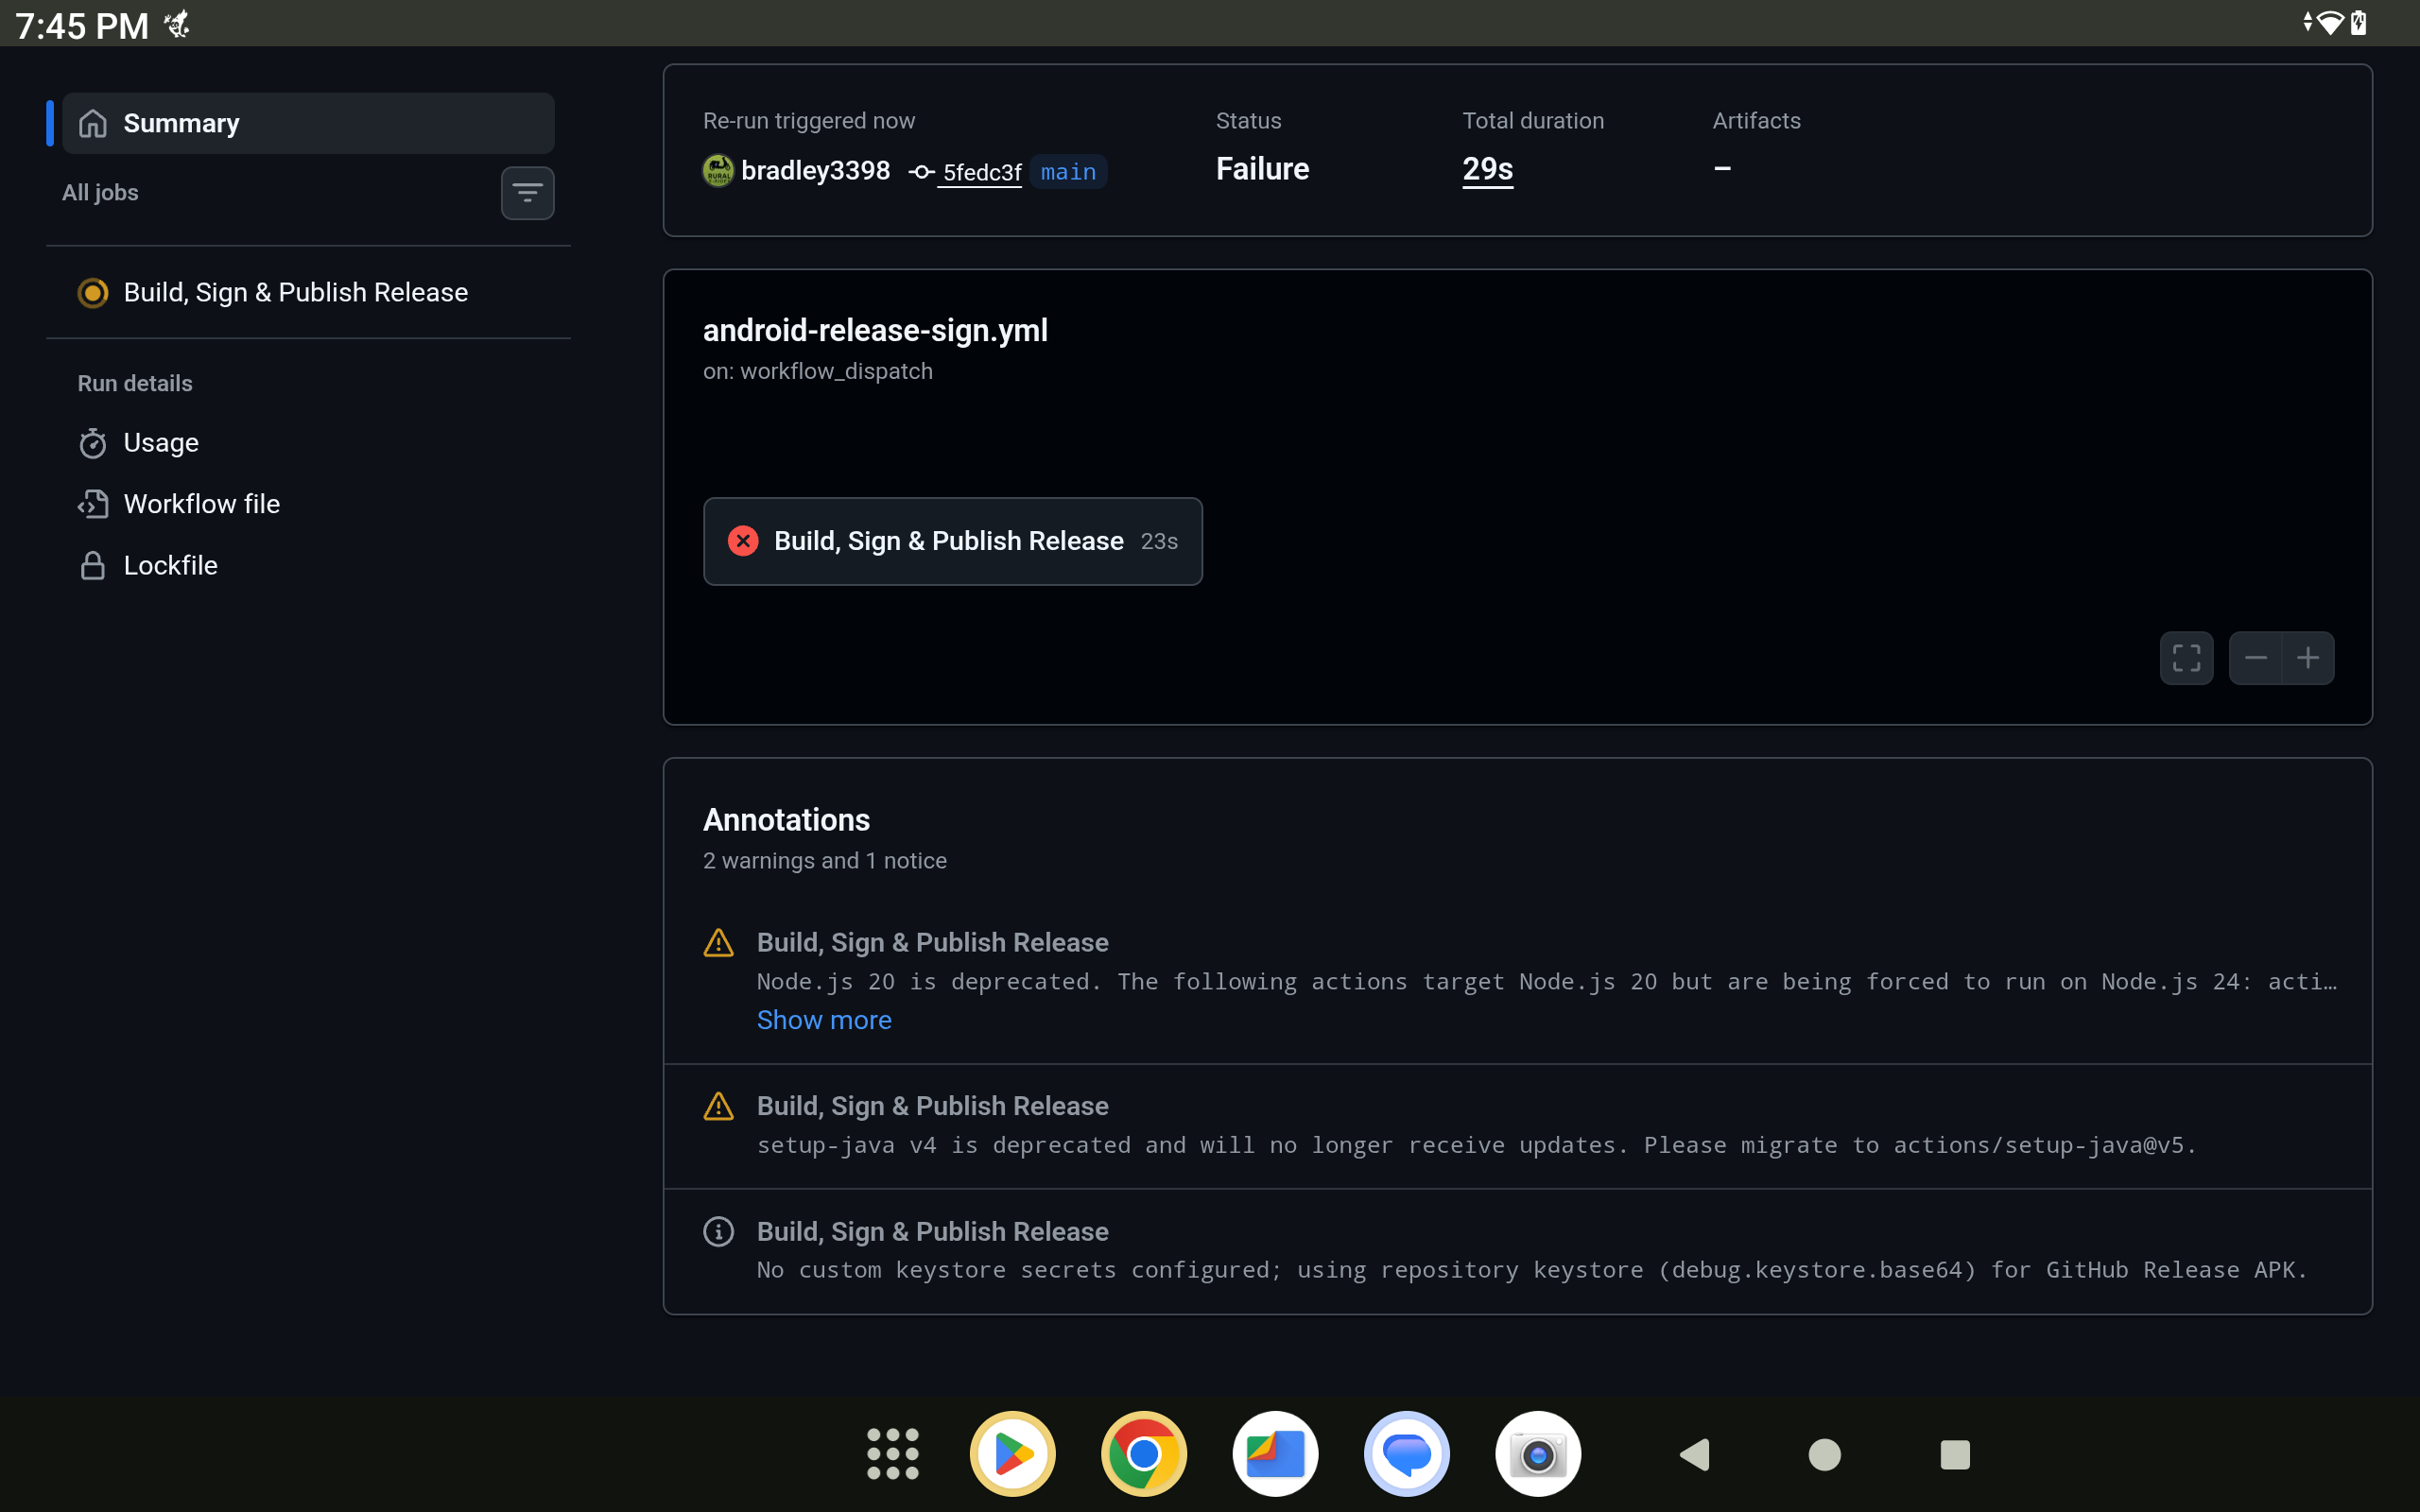 7:45 PM
Summary
All jobs
Build, Sign & Publish Release
Run details
Usage
Workflow file
Lockfile
Re-run triggered now
bradley3398 5fedc3f main
Status
Failure
Total duration
29s
Artifacts
–
android-release-sign.yml
on: workflow_dispatch
Build, Sign & Publish Release 23s
Annotations
2 warnings and 1 notice
Build, Sign & Publish Release
Node.js 20 is deprecated. The following actions target Node.js 20 but are being forced to run on Node.js 24: acti…
Show more
Build, Sign & Publish Release
setup-java v4 is deprecated and will no longer receive updates. Please migrate to actions/setup-java@v5.
Build, Sign & Publish Release
No custom keystore secrets configured; using repository keystore (debug.keystore.base64) for GitHub Release APK.